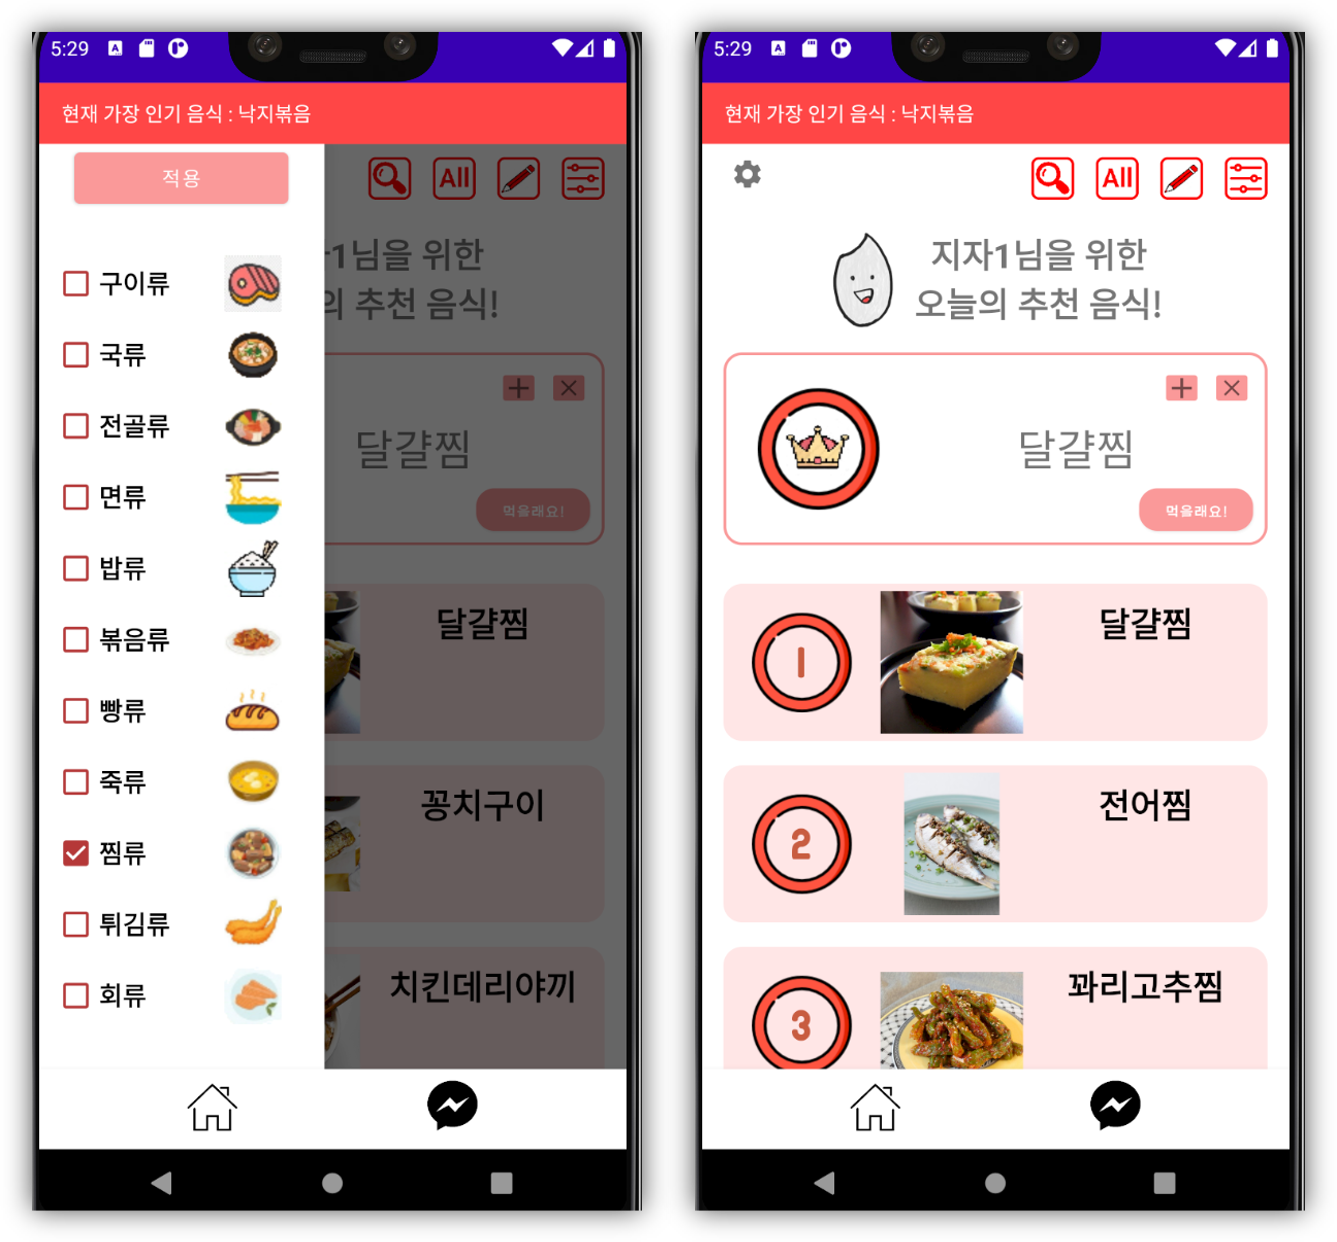 5:29
현재 가장 인기 음식 : 낙지볶음
적용
All
구이류
국류
전골류
면류
밥류
볶음류
빵류
죽류
찜류
튀김류
회류
1님을 위한
의 추천 음식!
달걀찜
먹을래요!
달걀찜
꽁치구이
치킨데리야끼
5:29
현재 가장 인기 음식 : 낙지볶음
All
지자1님을 위한
오늘의 추천 음식!
달걀찜
먹을래요!
1
달걀찜
2
전어찜
3
꽈리고추찜